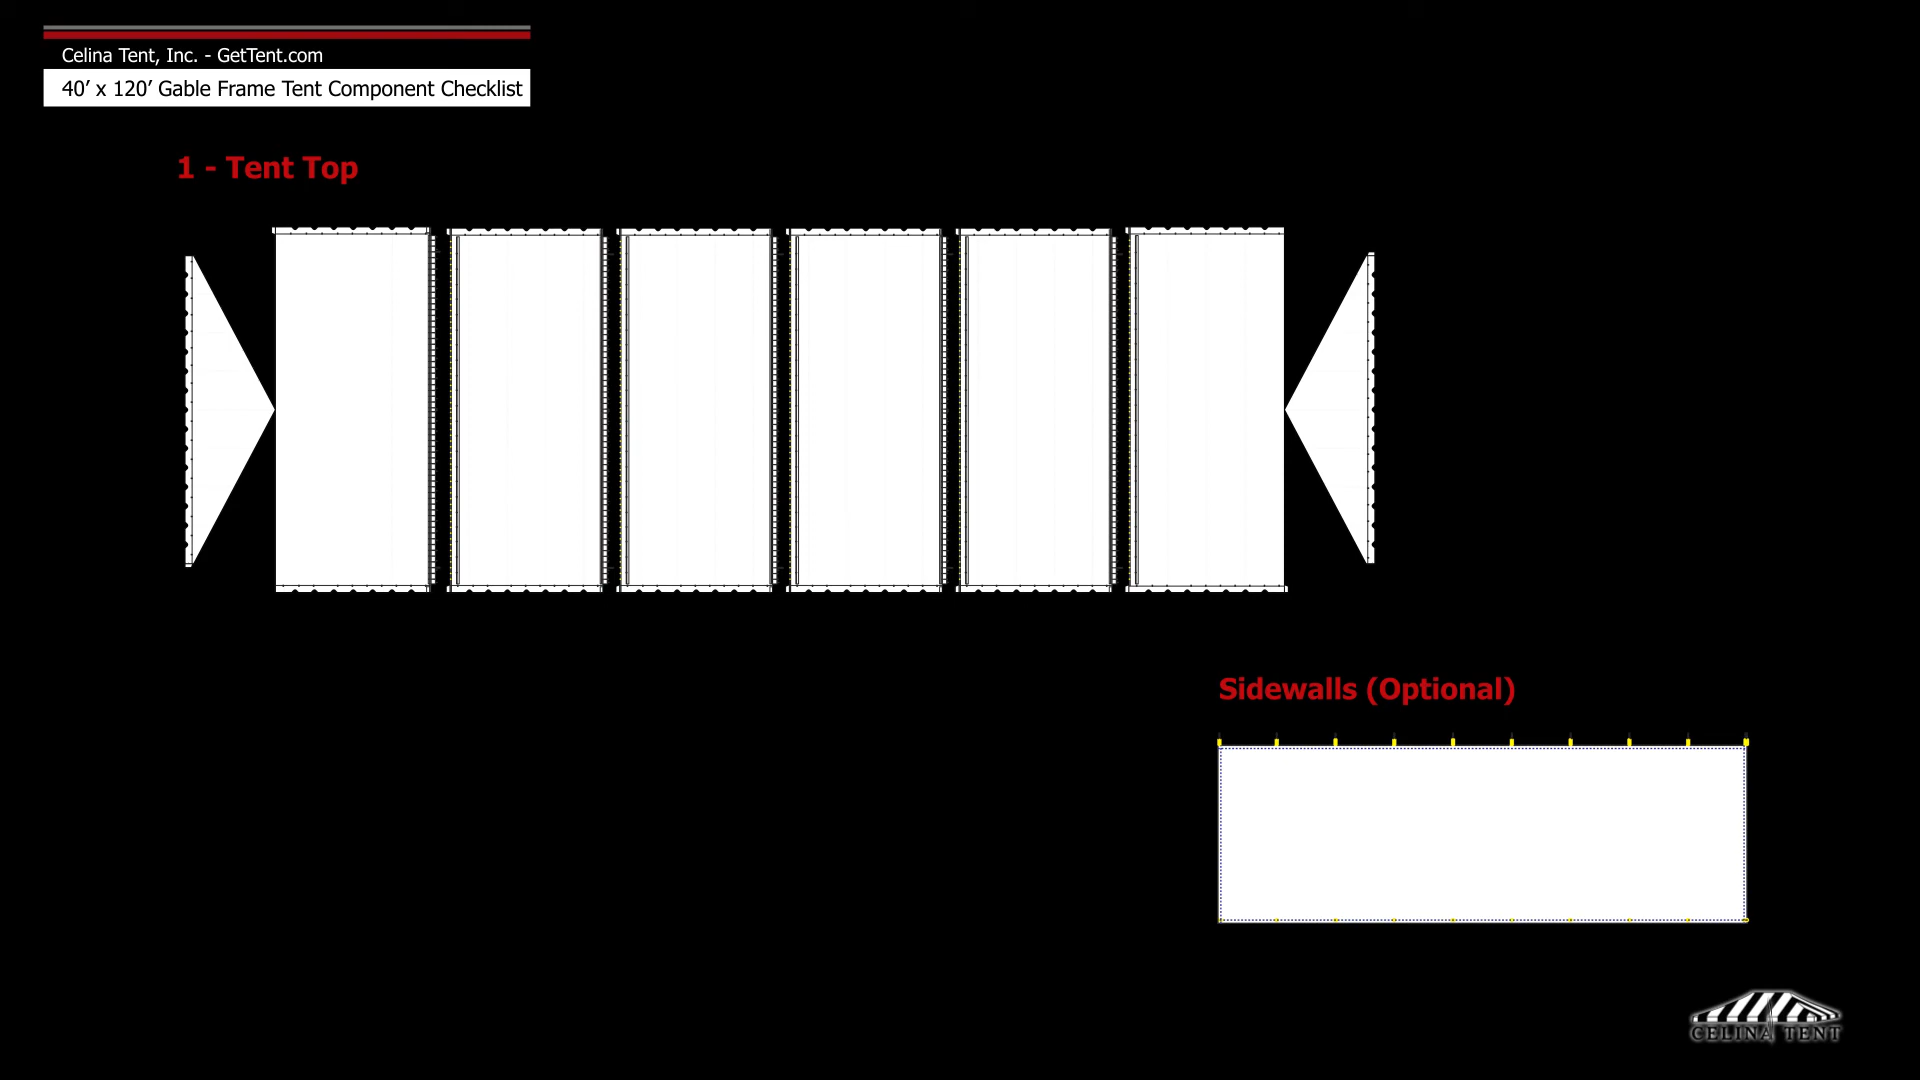 Celina Tent, Inc. - GetTent.com
40’ x 120’ Gable Frame Tent Component Checklist
1 - Tent Top
Sidewalls (Optional)
CELINA TENT